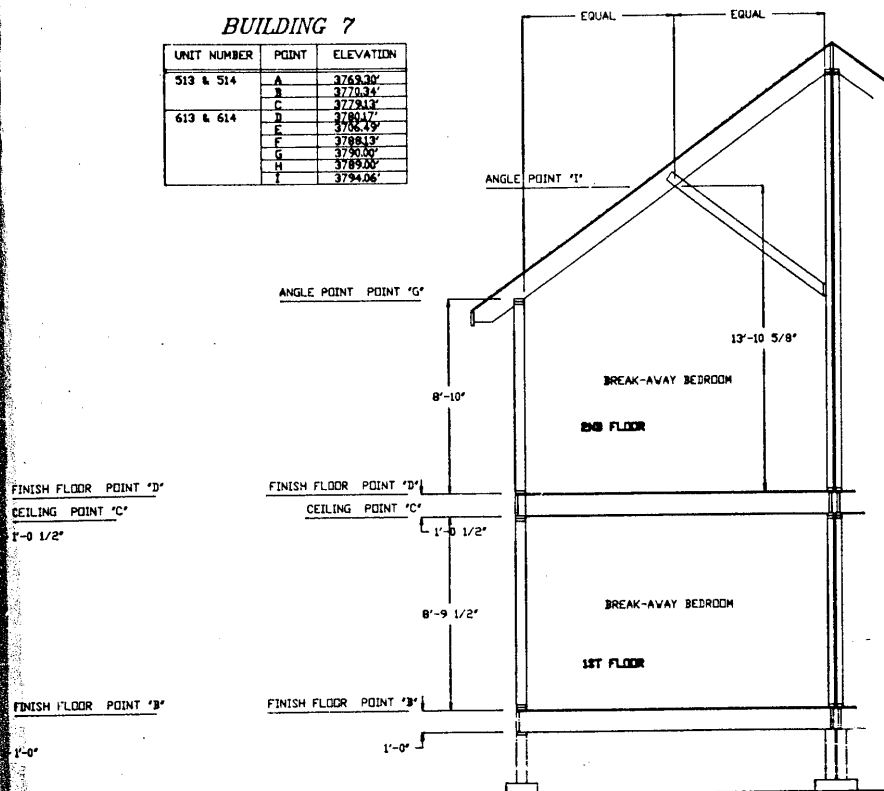 EQUAL EQUAL
BUILDING 7
UNIT NUMBER POINT ELEVATION
513 & 514 A 3769.30'
B 3770.34'
C 3779.13'
613 & 614 D 3780.17'
E 3706.49'
F 3788.13'
G 3790.00'
H 3789.00'
I 3794.06'
ANGLE POINT "I"
ANGLE POINT POINT "G"
13'-10 5/8"
BREAK-AWAY BEDROOM
8'-10"
2ND FLOOR
FINISH FLOOR POINT "D" FINISH FLOOR POINT "D"
CEILING POINT "C" CEILING POINT "C"
1'-0 1/2" 1'-0 1/2"
BREAK-AWAY BEDROOM
8'-9 1/2"
1ST FLOOR
FINISH FLOOR POINT "B" FINISH FLOOR POINT "B"
1'-0" 1'-0"